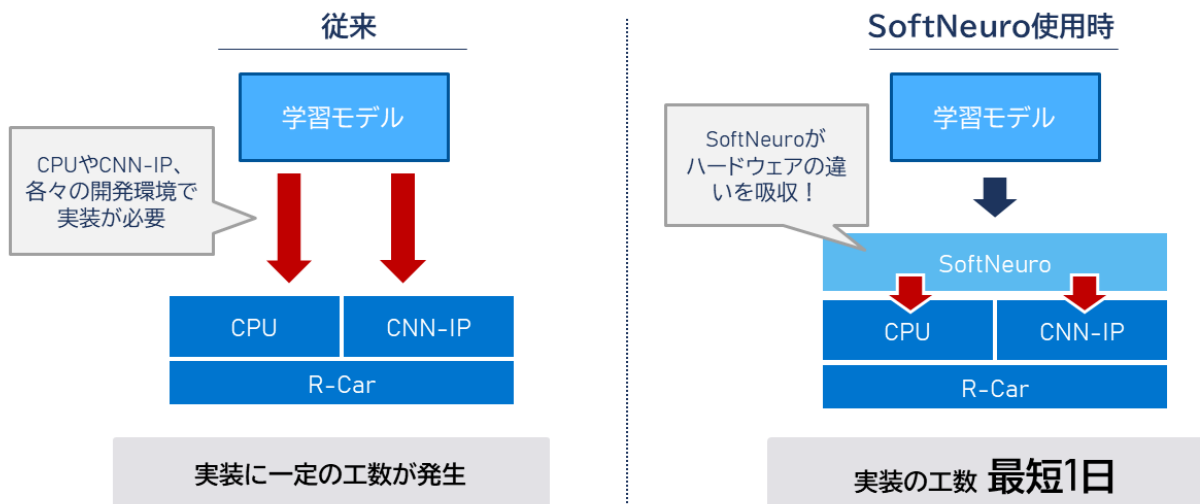 従来
学習モデル
CPUやCNN-IP、
各々の開発環境で
実装が必要
CPU
CNN-IP
R-Car
実装に一定の工数が発生
SoftNeuro使用時
学習モデル
SoftNeuroが
ハードウェアの違
いを吸収！
SoftNeuro
CPU
CNN-IP
R-Car
実装の工数 最短1日